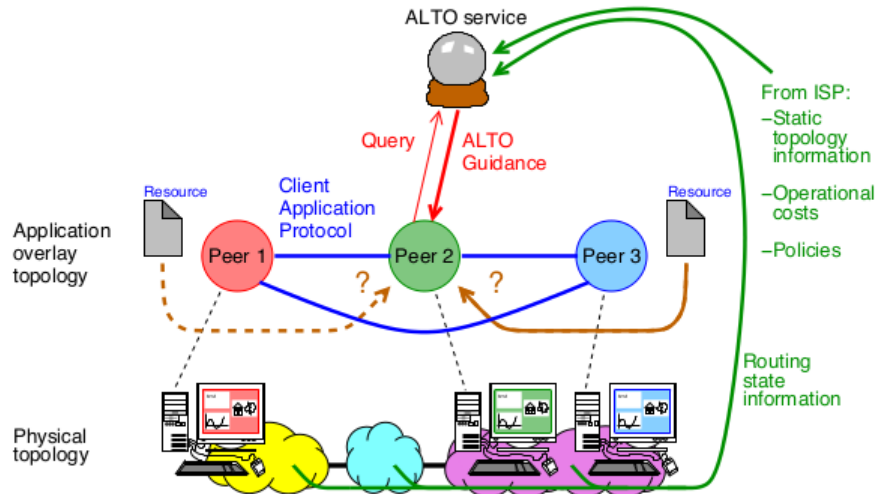 ALTO service
From ISP:
–Static
topology
information
–Operational
costs
–Policies
Query
ALTO
Guidance
Client
Application
Protocol
Resource
Resource
Application
overlay topology
Peer 1
Peer 2
Peer 3
?
?
Routing
state
information
Physical
topology